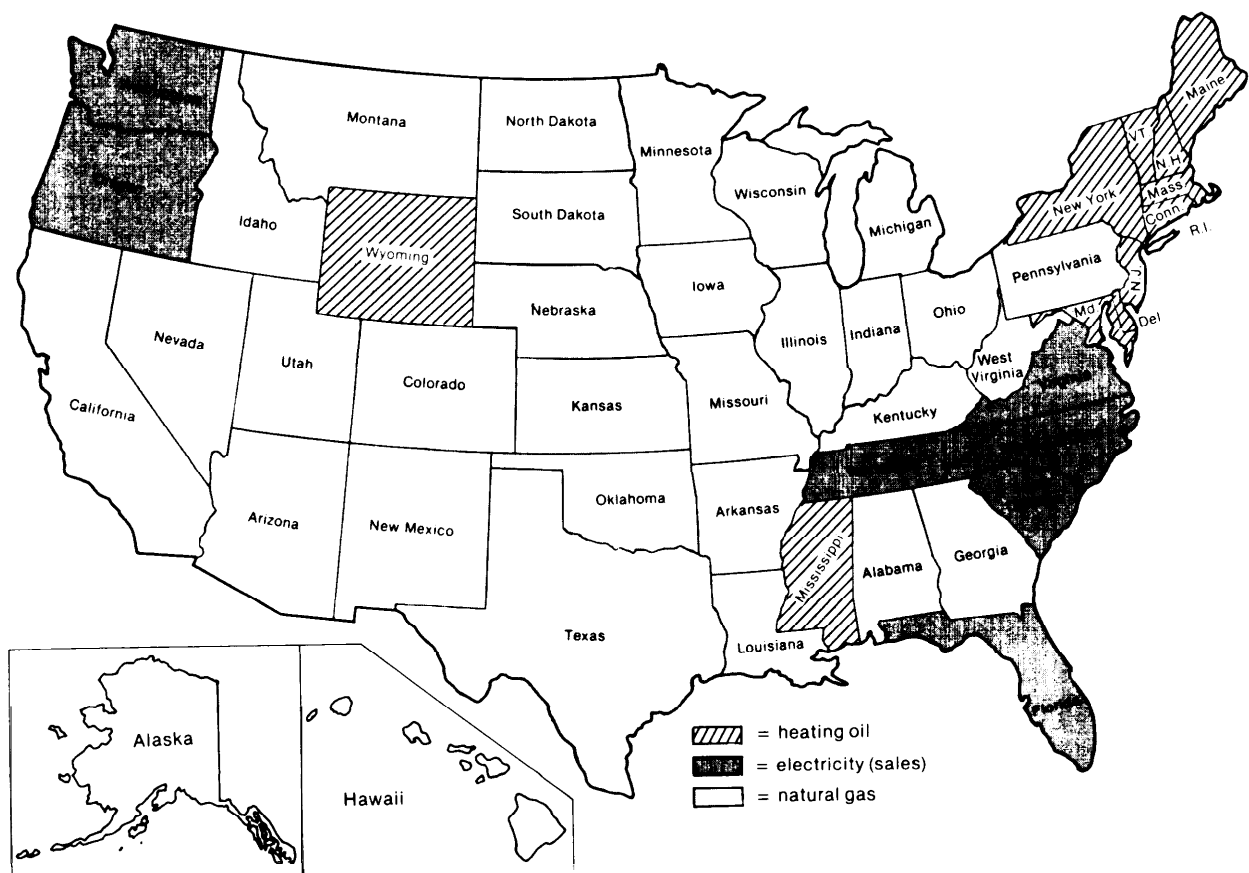 Maine
Montana
North Dakota
Minnesota
VT.
N.H.
Wisconsin
Mass.
New York
Conn.
South Dakota
Idaho
Michigan
R.I.
Wyoming
Pennsylvania
N.J.
Iowa
Nebraska
Ohio
Md
Del
Nevada
Illinois
Indiana
Utah
West
Virginia
Colorado
Virginia
California
Kansas
Missouri
Kentucky
Oklahoma
Arkansas
Arizona
New Mexico
Mississippi
Alabama
Georgia
Texas
Louisiana
Florida
Alaska
Hawaii
= heating oil
= electricity (sales)
= natural gas